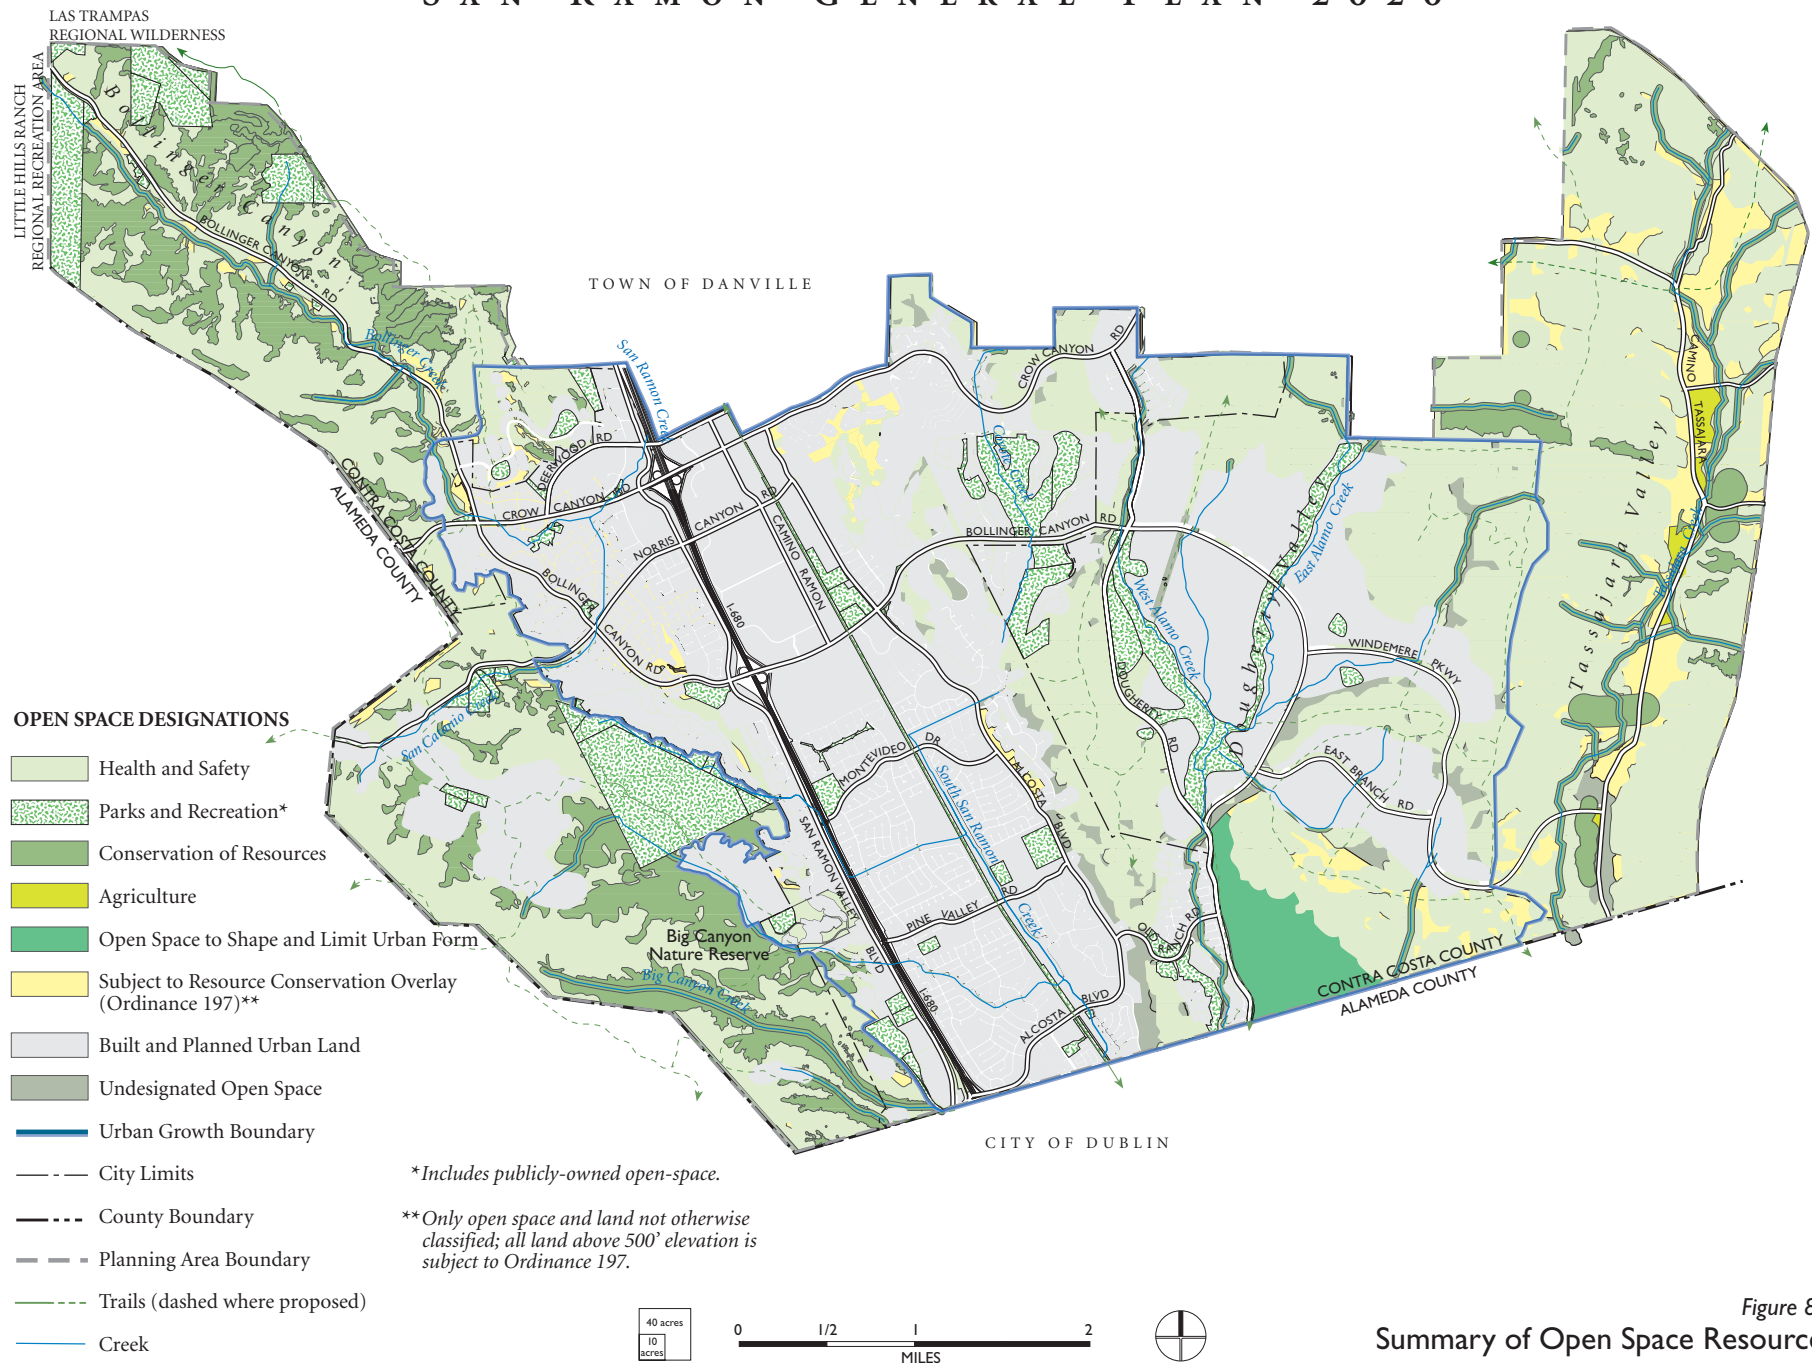 SAN RAMON GENERAL PLAN 2020
LAS TRAMPAS
REGIONAL WILDERNESS
LITTLE HILLS RANCH
REGIONAL RECREATION AREA
Bollinger Canyon
BOLLINGER CANYON RD
Bollinger Creek
TOWN OF DANVILLE
San Ramon Creek
CROW CANYON RD
DEERWOOD RD
CROW CANYON RD
NORRIS CANYON RD
CAMINO RAMON
BOLLINGER CANYON RD
Coyote Creek
BOLLINGER CANYON RD
I-680
CONTRA COSTA COUNTY
ALAMEDA COUNTY
West Alamo Creek
East Alamo Creek
Dougherty Valley
DOUGHERTY RD
WINDEMERE PKWY
EAST BRANCH RD
CAMINO TASSAJARA
Tassajara Creek
Tassajara Valley
San Catanio Creek
MONTEVIDEO DR
ALCOSTA BLVD
South San Ramon Creek
SAN RAMON VALLEY BLVD
PINE VALLEY RD
OLD RANCH RD
Big Canyon
Nature Reserve
Big Canyon Creek
I-680
ALCOSTA BLVD
CONTRA COSTA COUNTY
ALAMEDA COUNTY
CITY OF DUBLIN
OPEN SPACE DESIGNATIONS
Health and Safety
Parks and Recreation*
Conservation of Resources
Agriculture
Open Space to Shape and Limit Urban Form
Subject to Resource Conservation Overlay
(Ordinance 197)**
Built and Planned Urban Land
Undesignated Open Space
Urban Growth Boundary
City Limits
County Boundary
Planning Area Boundary
Trails (dashed where proposed)
Creek
*Includes publicly-owned open-space.
**Only open space and land not otherwise
classified; all land above 500' elevation is
subject to Ordinance 197.
40 acres
10
acres
0 1/2 1 2
MILES
Figure 8
Summary of Open Space Resource